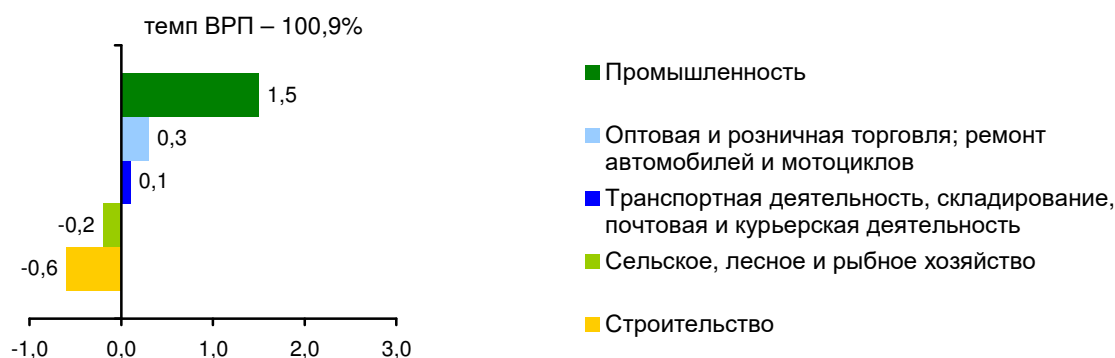 темп ВРП – 100,9%
1,5
0,3
0,1
-0,2
-0,6
-1,0 0,0 1,0 2,0 3,0
Промышленность
Оптовая и розничная торговля; ремонт
автомобилей и мотоциклов
Транспортная деятельность, складирование,
почтовая и курьерская деятельность
Сельское, лесное и рыбное хозяйство
Строительство